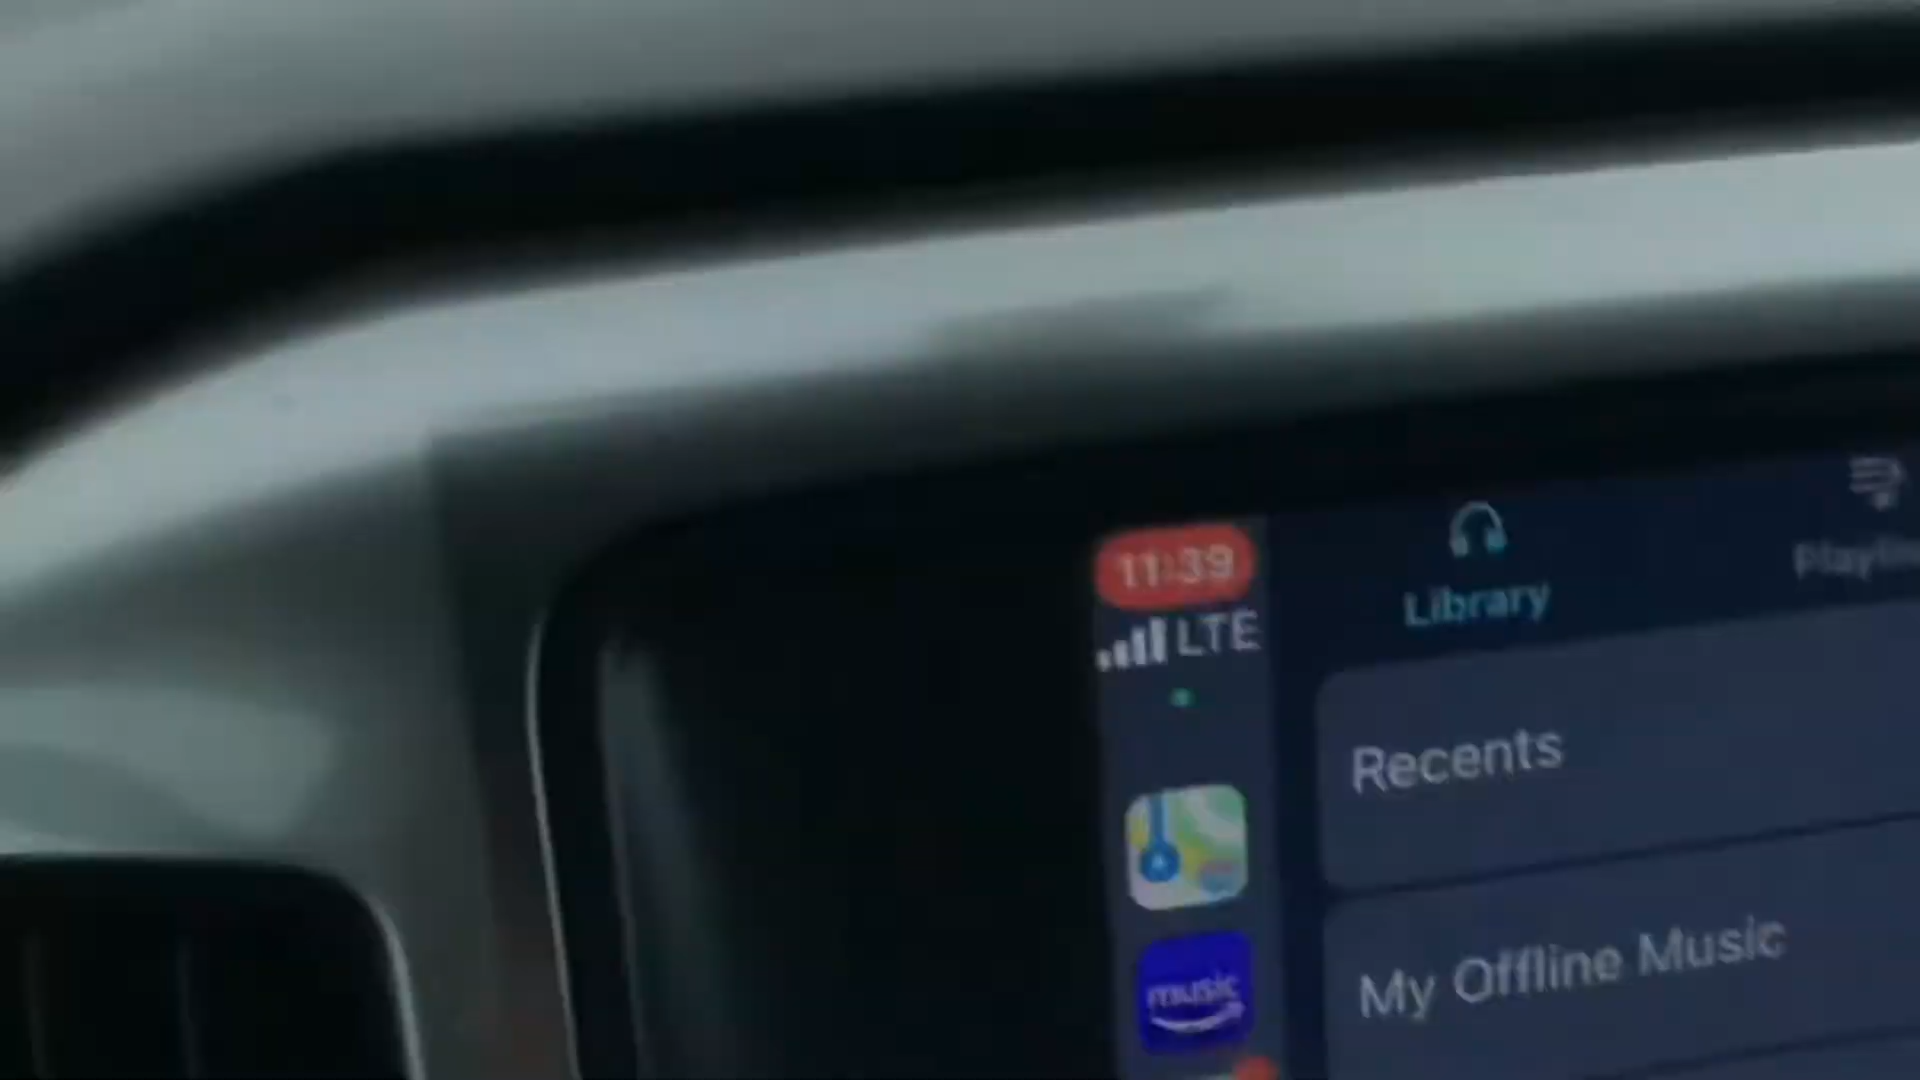 11:39
LTE
Library
Recents
My Offline Music
music